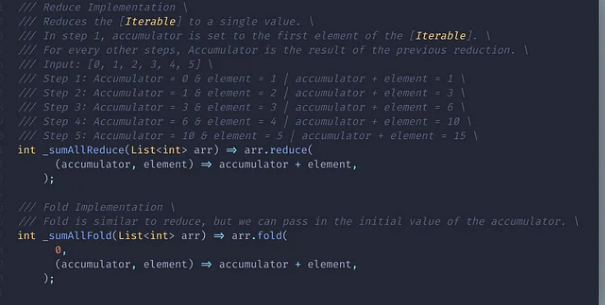 /// Reduce Implementation \
/// Reduces the [Iterable] to a single value. \
/// In step 1, accumulator is set to the first element of the [Iterable]. \
/// For every other steps, Accumulator is the result of the previous reduction. \
/// Input: [0, 1, 2, 3, 4, 5] \
/// Step 1: Accumulator = 0 & element = 1 | accumulator + element = 1 \
/// Step 2: Accumulator = 1 & element = 2 | accumulator + element = 3 \
/// Step 3: Accumulator = 3 & element = 3 | accumulator + element = 6 \
/// Step 4: Accumulator = 6 & element = 4 | accumulator + element = 10 \
/// Step 5: Accumulator = 10 & element = 5 | accumulator + element = 15 \
int _sumAllReduce(List<int> arr) => arr.reduce(
(accumulator, element) => accumulator + element,
);
/// Fold Implementation \
/// Fold is similar to reduce, but we can pass in the initial value of the accumulator. \
int _sumAllFold(List<int> arr) => arr.fold(
0,
(accumulator, element) => accumulator + element,
);